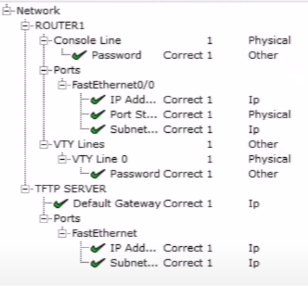 Network
ROUTER1
Console Line 1 Physical
Password Correct 1 Other
Ports
FastEthernet0/0
IP Add... Correct 1 Ip
Port St... Correct 1 Physical
Subnet... Correct 1 Ip
VTY Lines 1 Other
VTY Line 0 1 Physical
Password Correct 1 Other
TFTP SERVER
Default Gateway Correct 1 Ip
Ports
FastEthernet
IP Add... Correct 1 Ip
Subnet... Correct 1 Ip